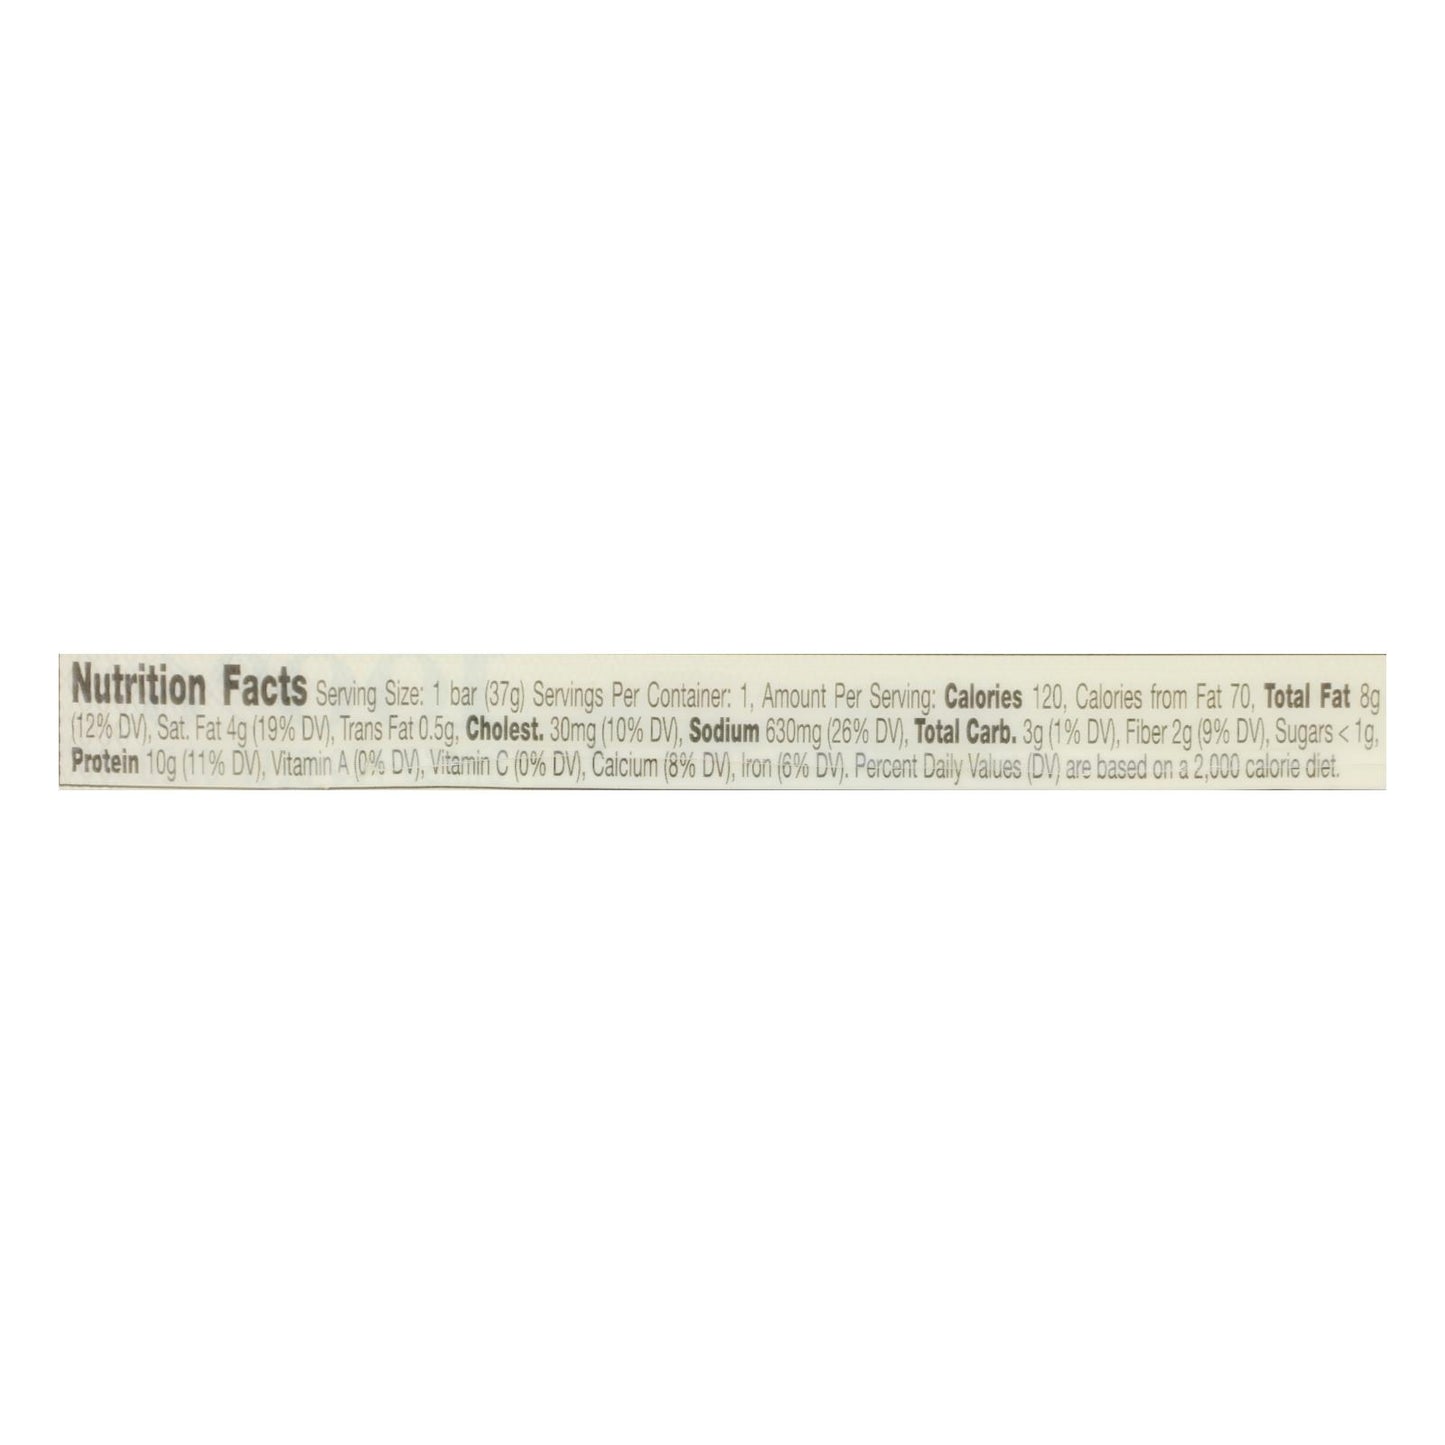 Nutrition Facts Serving Size: 1 bar (37g) Servings Per Container: 1, Amount Per Serving: Calories 120, Calories from Fat 70, Total Fat 8g
(12% DV), Sat. Fat 4g (19% DV), Trans Fat 0.5g, Cholest. 30mg (10% DV), Sodium 630mg (26% DV), Total Carb. 3g (1% DV), Fiber 2g (9% DV), Sugars < 1g,
Protein 10g (11% DV), Vitamin A (0% DV), Vitamin C (0% DV), Calcium (8% DV), Iron (6% DV). Percent Daily Values (DV) are based on a 2,000 calorie diet.